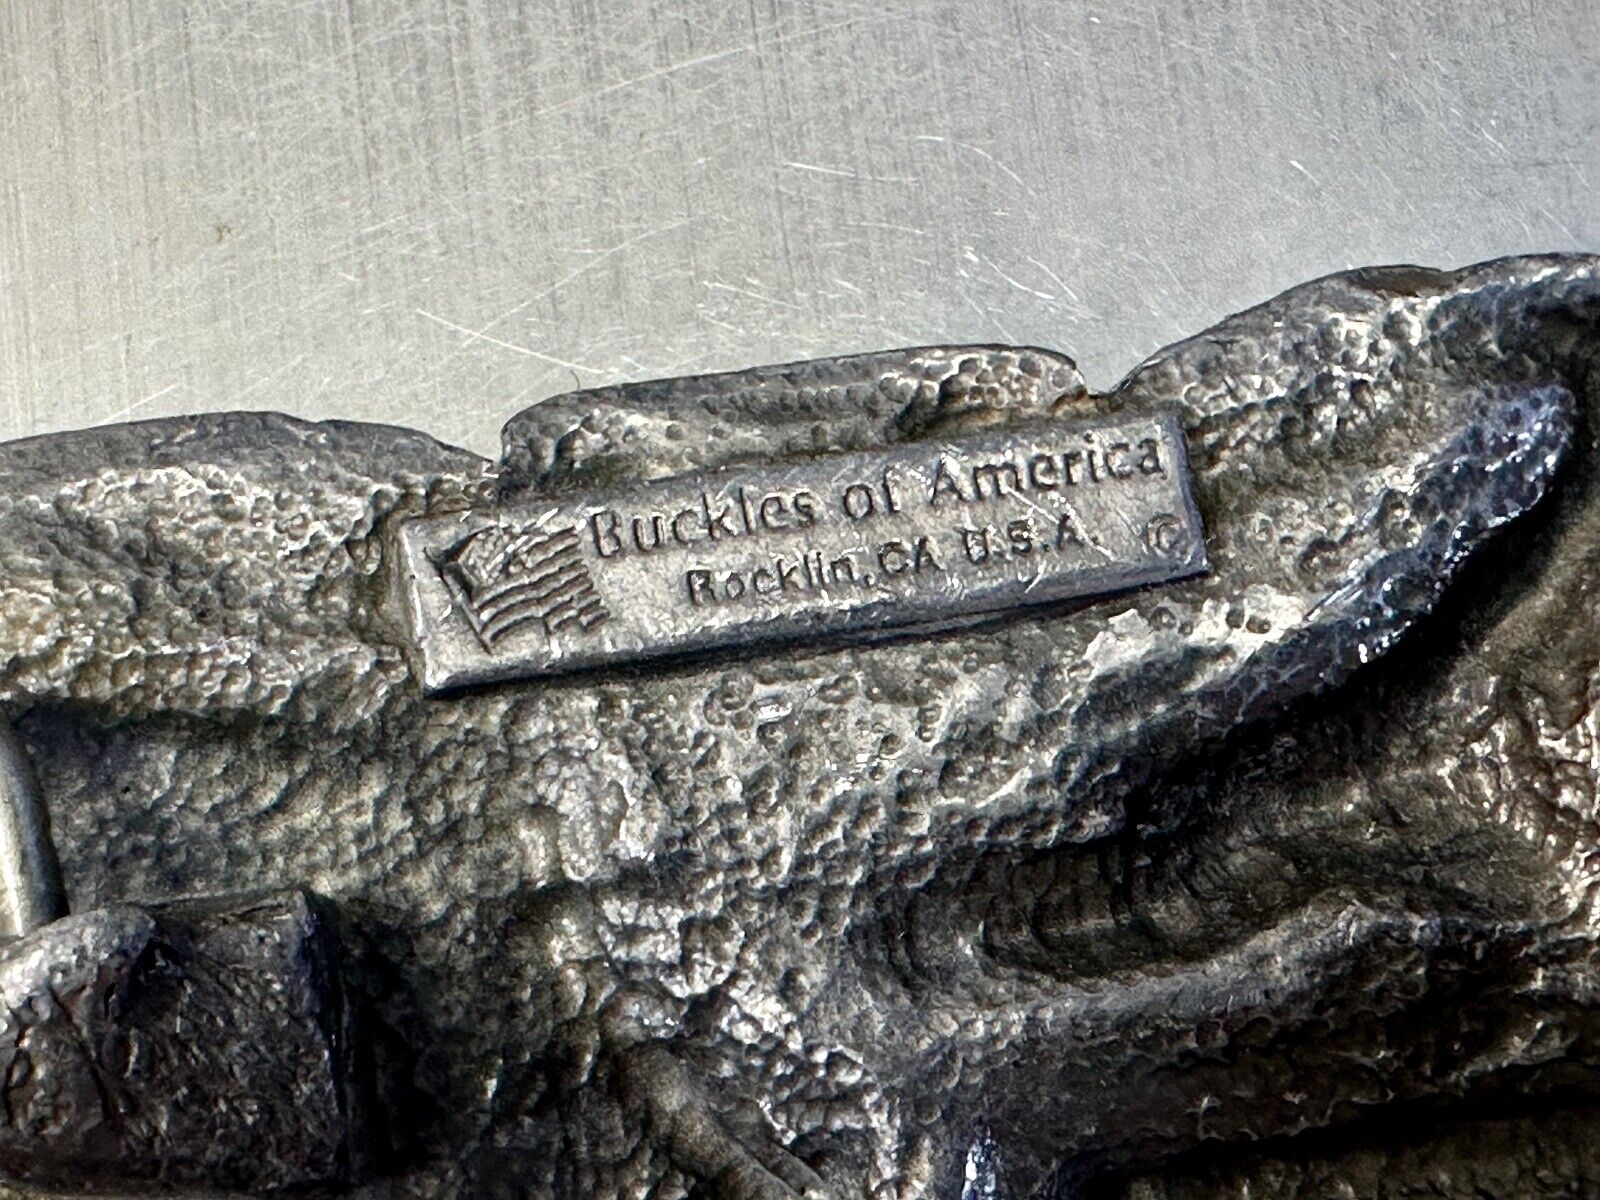 Buckles of America
Rocklin, CA U.S.A. ©